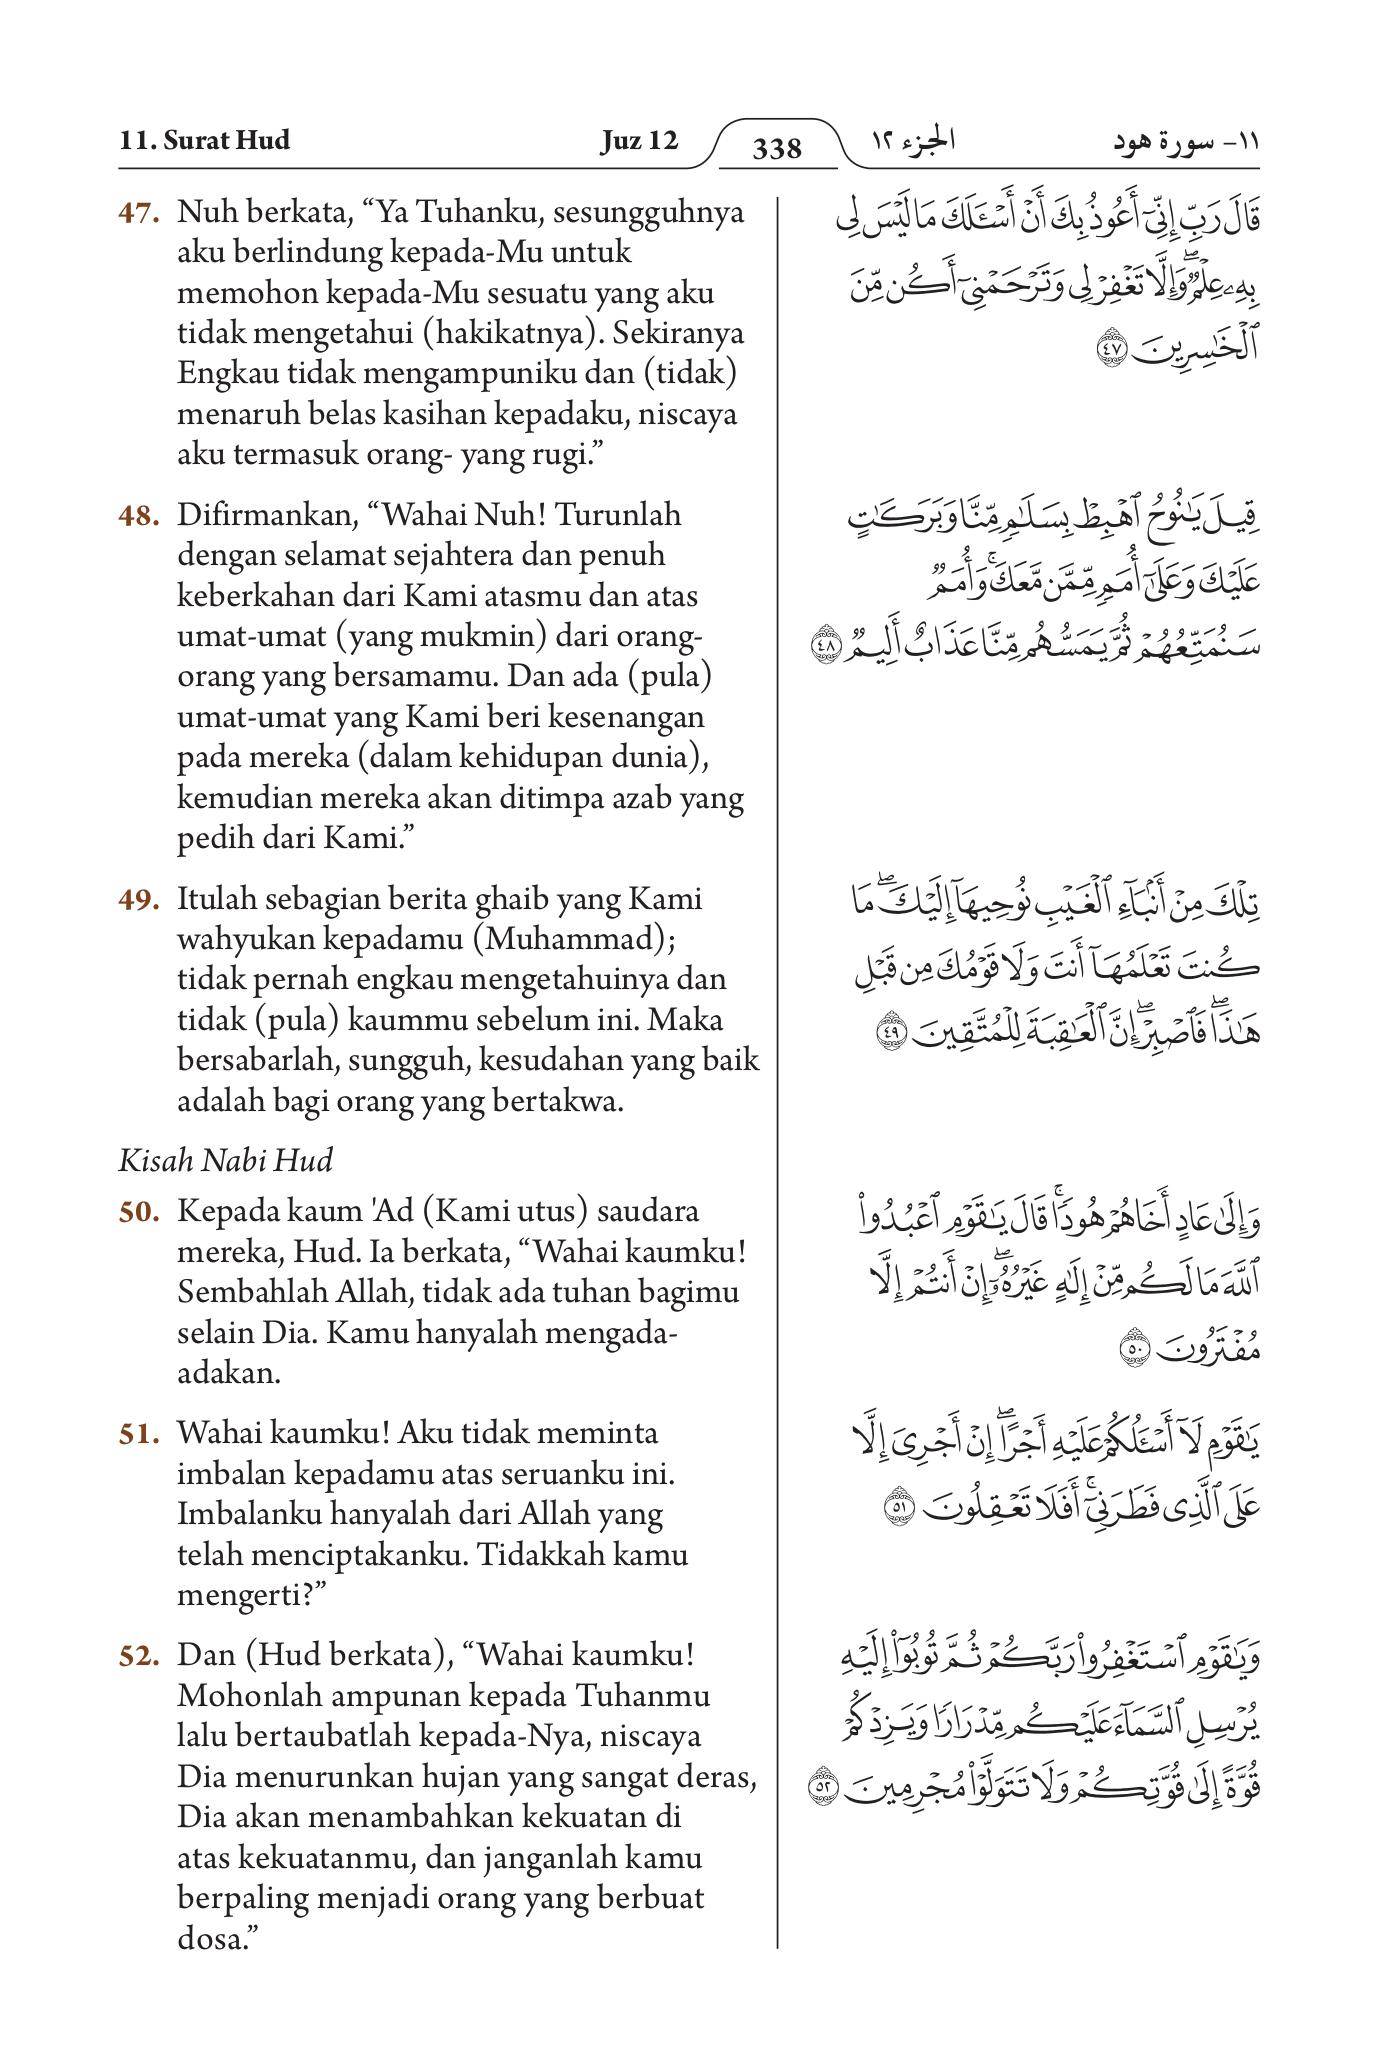 11. Surat Hud Juz 12 338 الجزء ١٢ ١١- سورة هود
47. Nuh berkata, “Ya Tuhanku, sesungguhnya
aku berlindung kepada-Mu untuk
memohon kepada-Mu sesuatu yang aku
tidak mengetahui (hakikatnya). Sekiranya
Engkau tidak mengampuniku dan (tidak)
menaruh belas kasihan kepadaku, niscaya
aku termasuk orang- yang rugi.”
قَالَ رَبِّ إِنِّىٓ أَعُوذُ بِكَ أَنْ أَسْـَٔلَكَ مَا لَيْسَ لِى
بِهِۦ عِلْمٌۖ وَإِلَّا تَغْفِرْ لِى وَتَرْحَمْنِىٓ أَكُن مِّنَ
ٱلْخَٰسِرِينَ ٤٧
48. Difirmankan, “Wahai Nuh! Turunlah
dengan selamat sejahtera dan penuh
keberkahan dari Kami atasmu dan atas
umat-umat (yang mukmin) dari orang-
orang yang bersamamu. Dan ada (pula)
umat-umat yang Kami beri kesenangan
pada mereka (dalam kehidupan dunia),
kemudian mereka akan ditimpa azab yang
pedih dari Kami.”
قِيلَ يَٰنُوحُ ٱهْبِطْ بِسَلَٰمٍ مِّنَّا وَبَرَكَٰتٍ
عَلَيْكَ وَعَلَىٰٓ أُمَمٍ مِّمَّن مَّعَكَۚ وَأُمَمٌ
سَنُمَتِّعُهُمْ ثُمَّ يَمَسُّهُم مِّنَّا عَذَابٌ أَلِيمٌ ٤٨
49. Itulah sebagian berita ghaib yang Kami
wahyukan kepadamu (Muhammad);
tidak pernah engkau mengetahuinya dan
tidak (pula) kaummu sebelum ini. Maka
bersabarlah, sungguh, kesudahan yang baik
adalah bagi orang yang bertakwa.
تِلْكَ مِنْ أَنۢبَآءِ ٱلْغَيْبِ نُوحِيهَآ إِلَيْكَۖ مَا
كُنتَ تَعْلَمُهَآ أَنتَ وَلَا قَوْمُكَ مِن قَبْلِ
هَٰذَاۖ فَٱصْبِرْۖ إِنَّ ٱلْعَٰقِبَةَ لِلْمُتَّقِينَ ٤٩
Kisah Nabi Hud
50. Kepada kaum 'Ad (Kami utus) saudara
mereka, Hud. Ia berkata, “Wahai kaumku!
Sembahlah Allah, tidak ada tuhan bagimu
selain Dia. Kamu hanyalah mengada-
adakan.
وَإِلَىٰ عَادٍ أَخَاهُمْ هُودًاۚ قَالَ يَٰقَوْمِ ٱعْبُدُوا۟
ٱللَّهَ مَا لَكُم مِّنْ إِلَٰهٍ غَيْرُهُۥٓۖ إِنْ أَنتُمْ إِلَّا
مُفْتَرُونَ ٥٠
51. Wahai kaumku! Aku tidak meminta
imbalan kepadamu atas seruanku ini.
Imbalanku hanyalah dari Allah yang
telah menciptakanku. Tidakkah kamu
mengerti?”
يَٰقَوْمِ لَآ أَسْـَٔلُكُمْ عَلَيْهِ أَجْرًاۖ إِنْ أَجْرِىَ إِلَّا
عَلَى ٱلَّذِى فَطَرَنِىٓۚ أَفَلَا تَعْقِلُونَ ٥١
52. Dan (Hud berkata), “Wahai kaumku!
Mohonlah ampunan kepada Tuhanmu
lalu bertaubatlah kepada-Nya, niscaya
Dia menurunkan hujan yang sangat deras,
Dia akan menambahkan kekuatan di
atas kekuatanmu, dan janganlah kamu
berpaling menjadi orang yang berbuat
dosa.”
وَيَٰقَوْمِ ٱسْتَغْفِرُوا۟ رَبَّكُمْ ثُمَّ تُوبُوٓا۟ إِلَيْهِ
يُرْسِلِ ٱلسَّمَآءَ عَلَيْكُم مِّدْرَارًا وَيَزِدْكُمْ
قُوَّةً إِلَىٰ قُوَّتِكُمْ وَلَا تَتَوَلَّوْا۟ مُجْرِمِينَ ٥٢